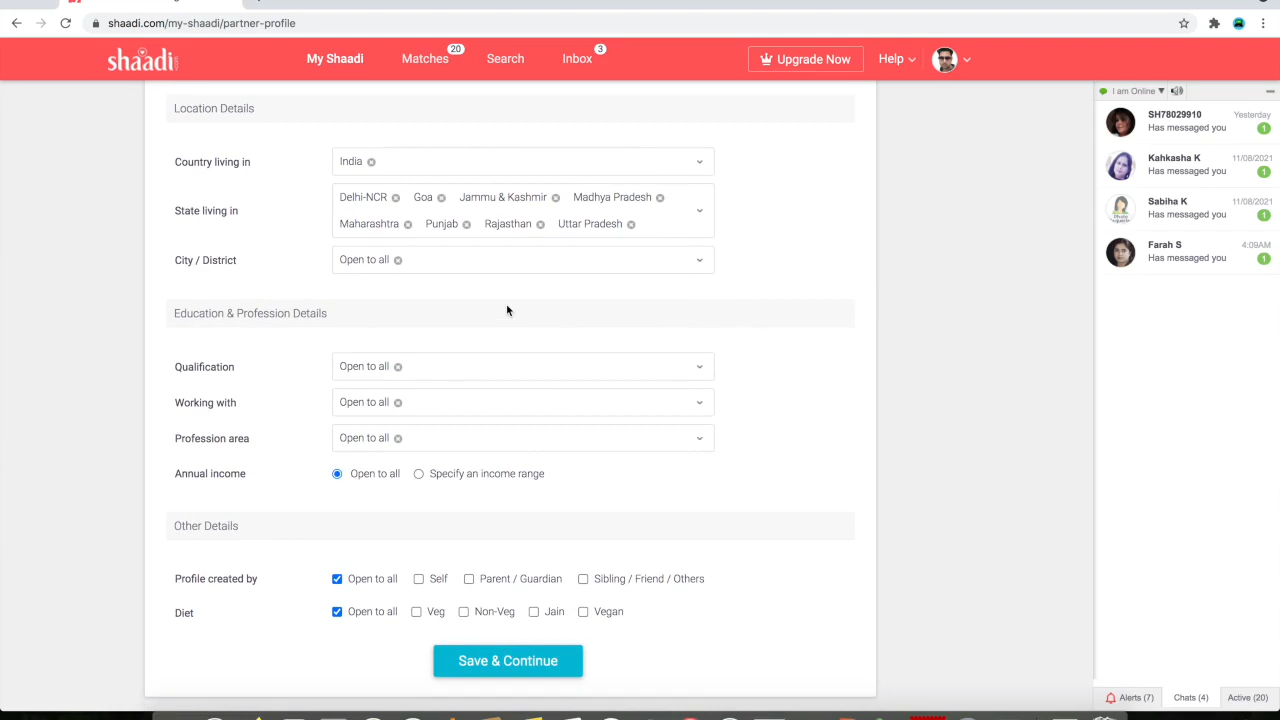 shaadi.com/my-shaadi/partner-profile
shaadi
My Shaadi
Matches 20
Search
Inbox 3
Upgrade Now
Help
Location Details
Country living in
India
State living in
Delhi-NCR Goa Jammu & Kashmir Madhya Pradesh
Maharashtra Punjab Rajasthan Uttar Pradesh
City / District
Open to all
Education & Profession Details
Qualification
Open to all
Working with
Open to all
Profession area
Open to all
Annual income
Open to all Specify an income range
Other Details
Profile created by
Open to all Self Parent / Guardian Sibling / Friend / Others
Diet
Open to all Veg Non-Veg Jain Vegan
Save & Continue
I am Online
SH78029910 Yesterday
Has messaged you 1
Kahkasha K 11/08/2021
Has messaged you 1
Sabiha K 11/08/2021
Has messaged you 1
Farah S 4:09AM
Has messaged you 1
Alerts (7) Chats (4) Active (20)